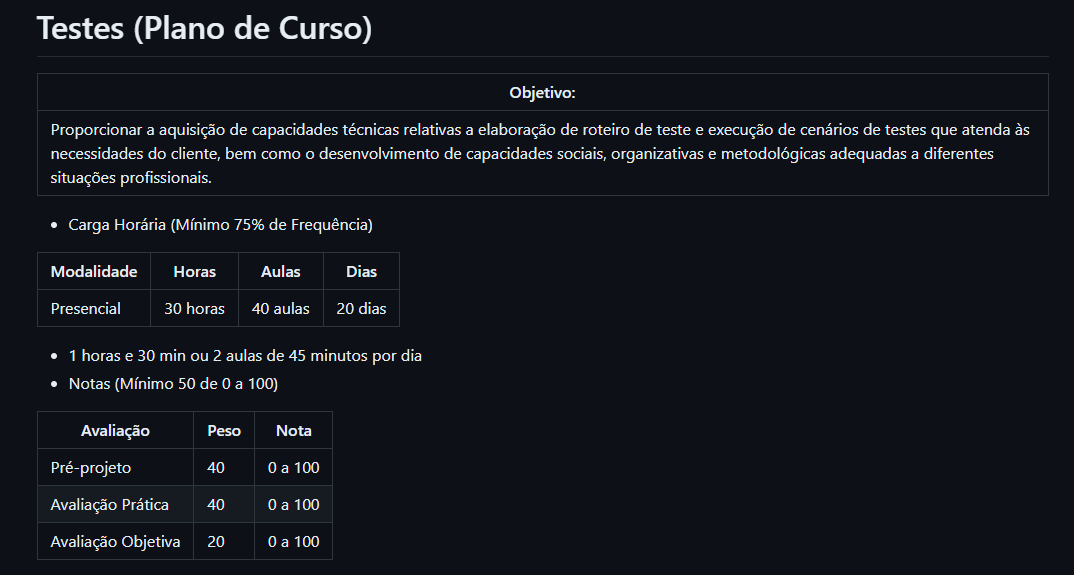 Testes (Plano de Curso)
Objetivo:
Proporcionar a aquisição de capacidades técnicas relativas a elaboração de roteiro de teste e execução de cenários de testes que atenda às
necessidades do cliente, bem como o desenvolvimento de capacidades sociais, organizativas e metodológicas adequadas a diferentes
situações profissionais.
• Carga Horária (Mínimo 75% de Frequência)
Modalidade Horas Aulas Dias
Presencial 30 horas 40 aulas 20 dias
• 1 horas e 30 min ou 2 aulas de 45 minutos por dia
• Notas (Mínimo 50 de 0 a 100)
Avaliação Peso Nota
Pré-projeto 40 0 a 100
Avaliação Prática 40 0 a 100
Avaliação Objetiva 20 0 a 100